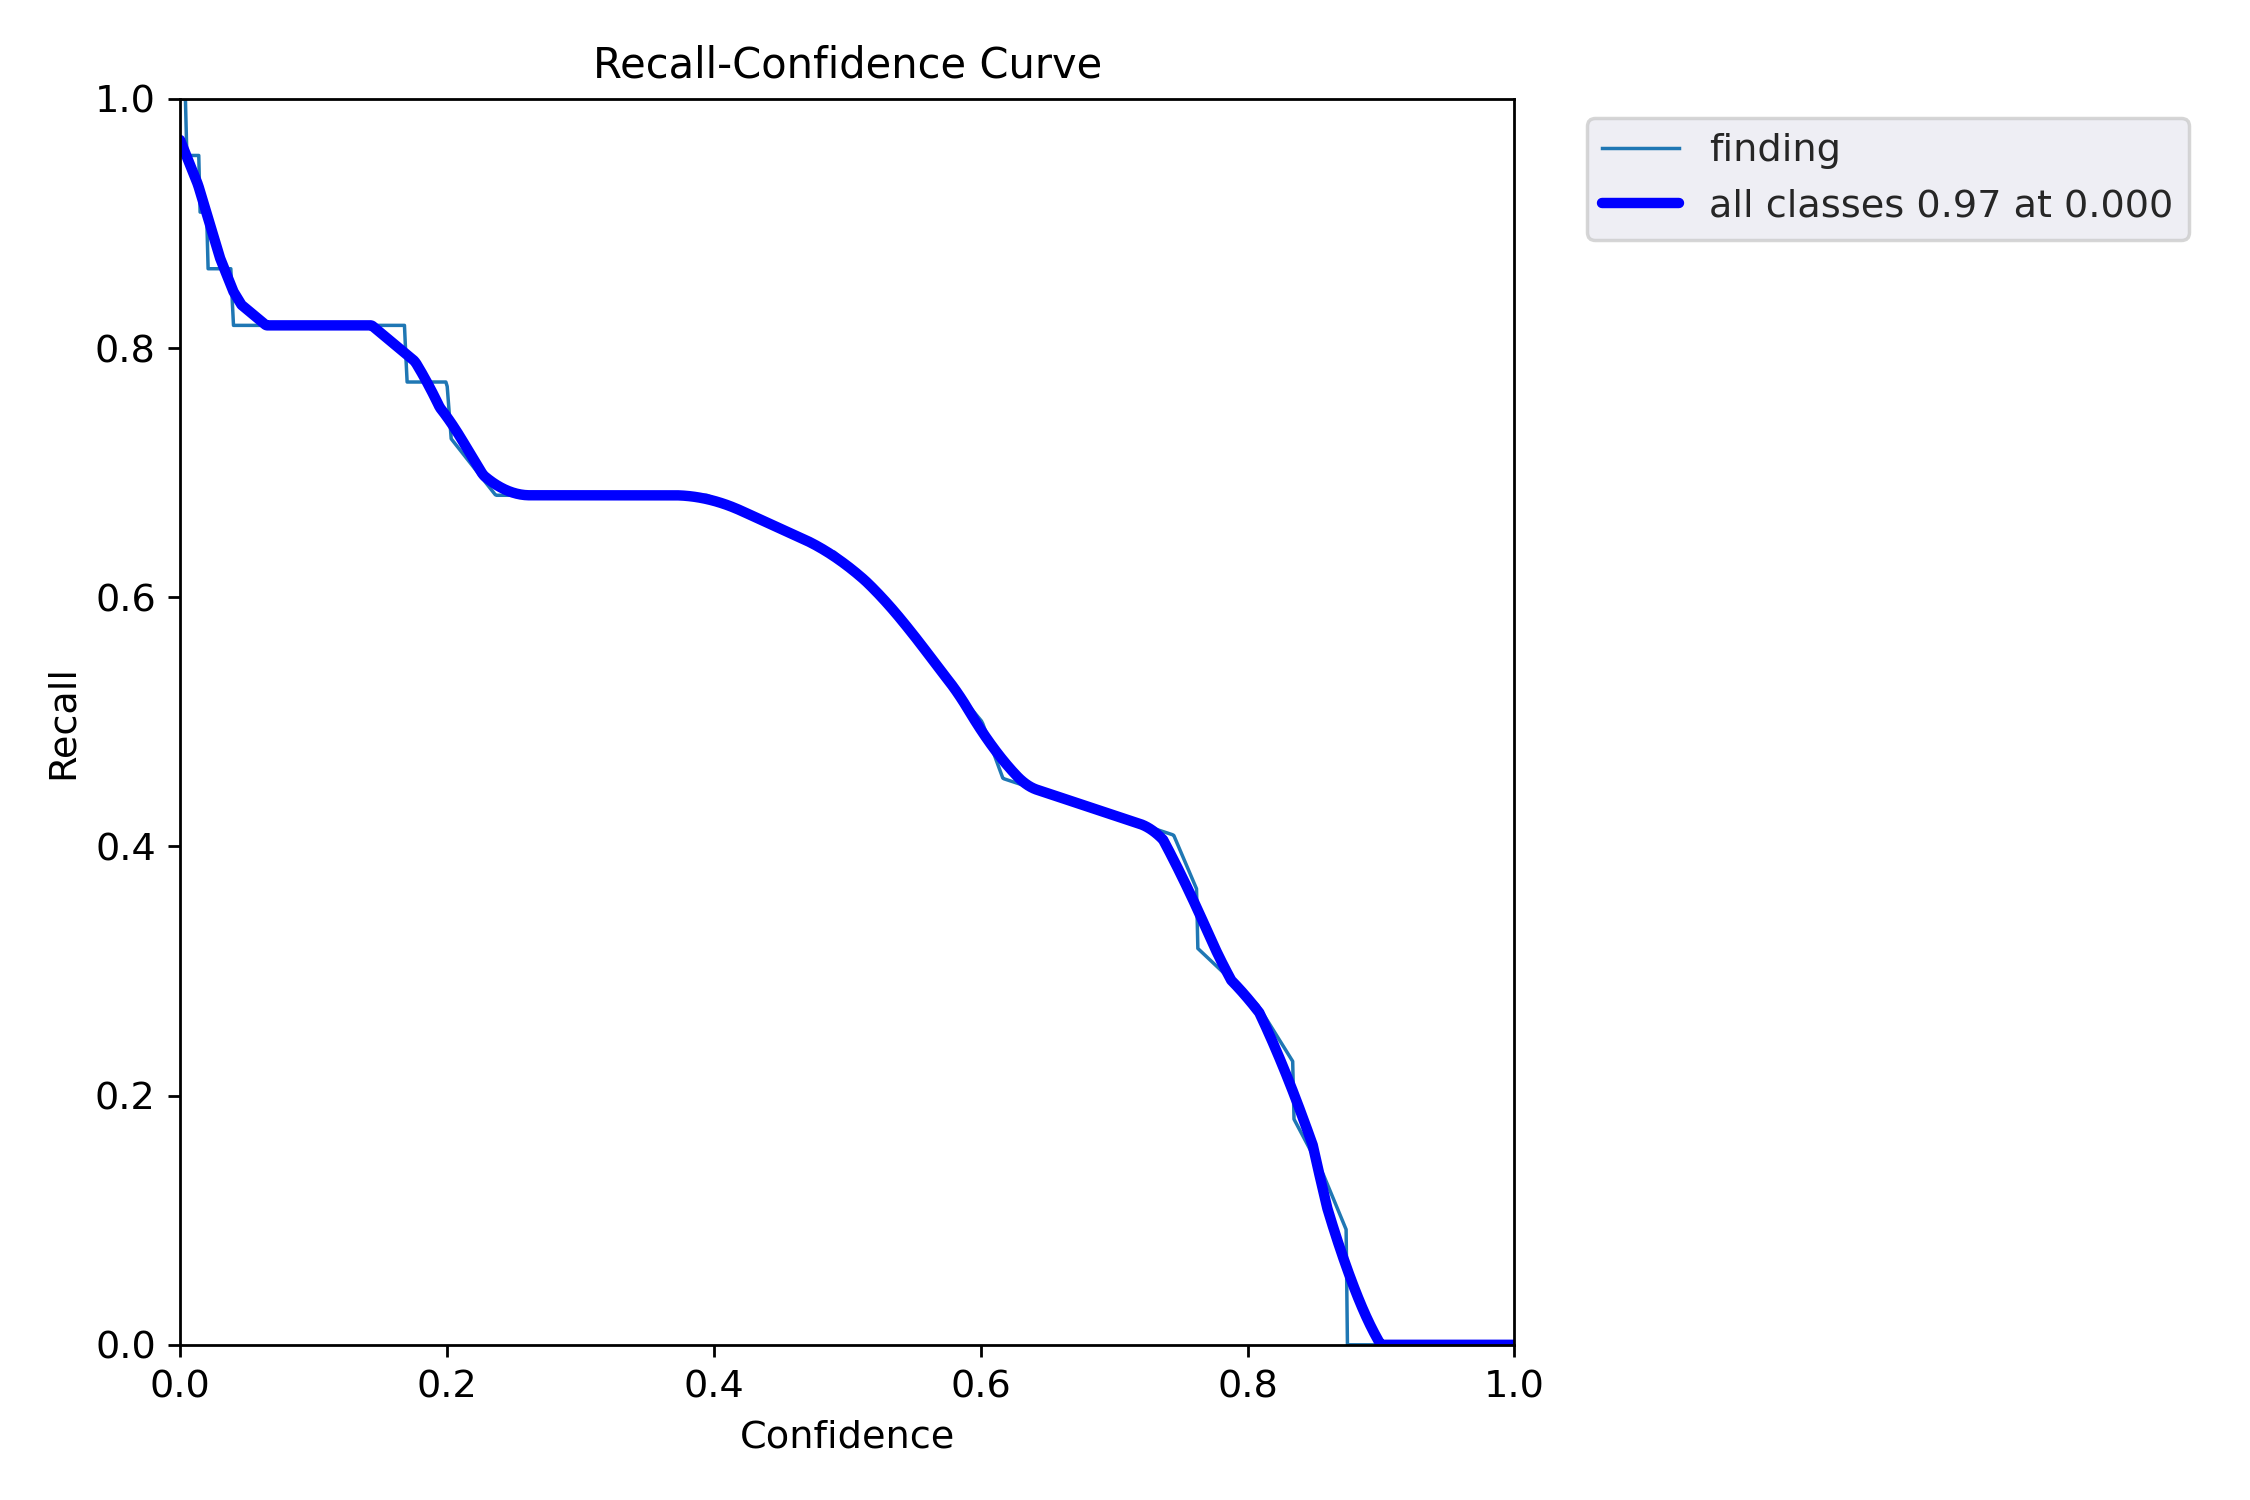 Recall-Confidence Curve
finding
all classes 0.97 at 0.000
1.0
0.8
0.6
0.4
0.2
0.0
Recall
0.0 0.2 0.4 0.6 0.8 1.0
Confidence